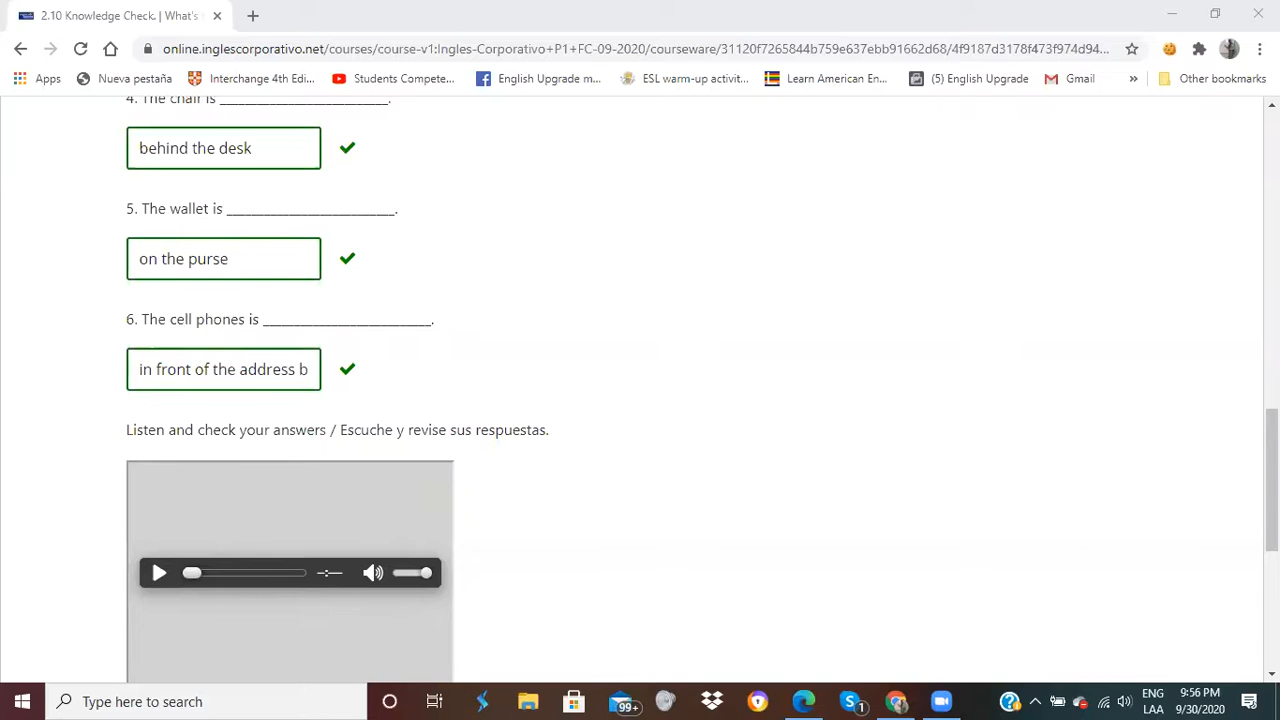 2.10 Knowledge Check. | What's
online.inglescorporativo.net/courses/course-v1:Ingles-Corporativo+P1+FC-09-2020/courseware/31120f7265844b759e637ebb91662d68/4f9187d3178f473f974d94...
Apps Nueva pestaña Interchange 4th Edi... Students Compete... English Upgrade m... ESL warm-up activit... Learn American En... (5) English Upgrade Gmail » Other bookmarks
4. The chair is ________________________.
behind the desk
5. The wallet is ________________________.
on the purse
6. The cell phones is ________________________.
in front of the address b
Listen and check your answers / Escuche y revise sus respuestas.
--:--
Type here to search
99+
1
ENG 9:56 PM
LAA 9/30/2020